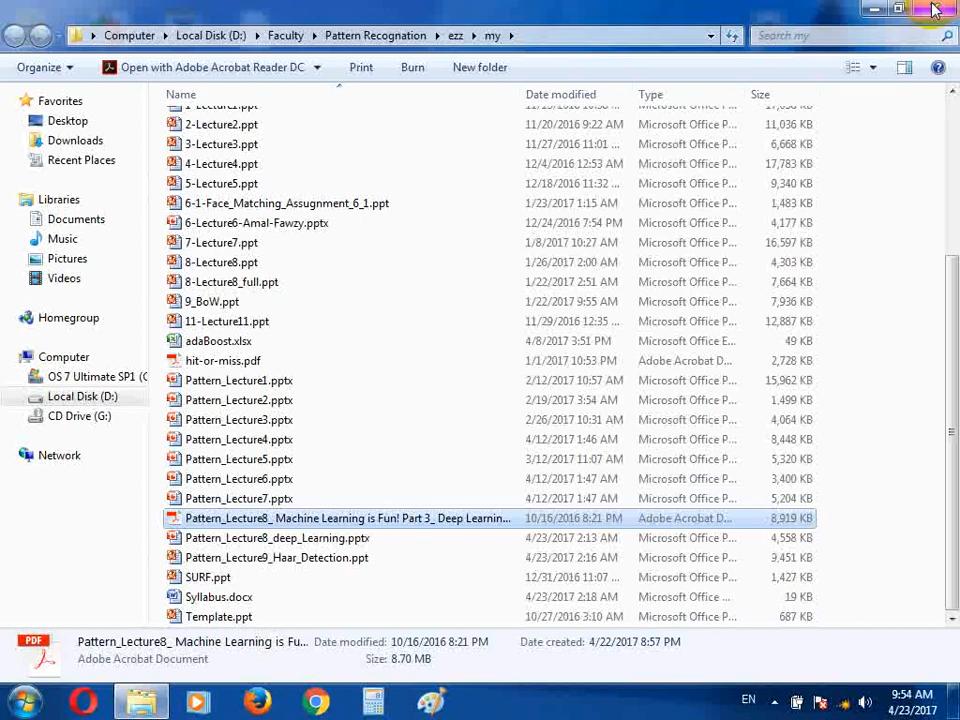 Computer Local Disk (D:) Faculty Pattern Recognition ezz my Search my
Organize Open with Adobe Acrobat Reader DC Print Burn New folder
Name Date modified Type Size
Favorites
Desktop
Downloads
Recent Places
Libraries
Documents
Music
Pictures
Videos
Homegroup
Computer
OS 7 Ultimate SP1 (C
Local Disk (D:)
CD Drive (G:)
Network
2-Lecture2.ppt 11/20/2016 9:22 AM Microsoft Office P... 11,036 KB
3-Lecture3.ppt 11/27/2016 11:01 ... Microsoft Office P... 6,668 KB
4-Lecture4.ppt 12/4/2016 12:53 AM Microsoft Office P... 17,783 KB
5-Lecture5.ppt 12/18/2016 11:32 ... Microsoft Office P... 9,340 KB
6-1-Face_Matching_Assugnment_6_1.ppt 1/23/2017 1:15 AM Microsoft Office P... 1,483 KB
6-Lecture6-Amal-Fawzy.pptx 12/24/2016 7:54 PM Microsoft Office P... 4,177 KB
7-Lecture7.ppt 1/8/2017 10:27 AM Microsoft Office P... 16,597 KB
8-Lecture8.ppt 1/26/2017 2:00 AM Microsoft Office P... 4,303 KB
8-Lecture8_full.ppt 1/22/2017 2:51 AM Microsoft Office P... 7,664 KB
9_BoW.ppt 1/22/2017 9:55 AM Microsoft Office P... 7,936 KB
11-Lecture11.ppt 11/29/2016 12:35 ... Microsoft Office P... 12,887 KB
adaBoost.xlsx 4/8/2017 3:51 PM Microsoft Office E... 49 KB
hit-or-miss.pdf 1/1/2017 10:53 PM Adobe Acrobat D... 2,728 KB
Pattern_Lecture1.pptx 2/12/2017 10:57 AM Microsoft Office P... 15,962 KB
Pattern_Lecture2.pptx 2/19/2017 3:54 AM Microsoft Office P... 1,499 KB
Pattern_Lecture3.pptx 2/26/2017 10:31 AM Microsoft Office P... 4,064 KB
Pattern_Lecture4.pptx 4/12/2017 1:46 AM Microsoft Office P... 8,448 KB
Pattern_Lecture5.pptx 3/12/2017 11:07 AM Microsoft Office P... 5,320 KB
Pattern_Lecture6.pptx 4/12/2017 1:47 AM Microsoft Office P... 3,400 KB
Pattern_Lecture7.pptx 4/12/2017 1:47 AM Microsoft Office P... 5,204 KB
Pattern_Lecture8_ Machine Learning is Fun! Part 3_ Deep Learnin... 10/16/2016 8:21 PM Adobe Acrobat D... 8,919 KB
Pattern_Lecture8_deep_Learning.pptx 4/23/2017 2:13 AM Microsoft Office P... 4,558 KB
Pattern_Lecture9_Haar_Detection.pptx 4/23/2017 2:16 AM Microsoft Office P... 9,451 KB
SURF.ppt 12/31/2016 11:07 ... Microsoft Office P... 1,427 KB
Syllabus.docx 4/23/2017 2:18 AM Microsoft Office ... 19 KB
Template.ppt 10/27/2016 3:10 AM Microsoft Office P... 687 KB
PDF
Pattern_Lecture8_ Machine Learning is Fu... Date modified: 10/16/2016 8:21 PM Date created: 4/22/2017 8:57 PM
Adobe Acrobat Document Size: 8.70 MB
EN 9:54 AM
4/23/2017